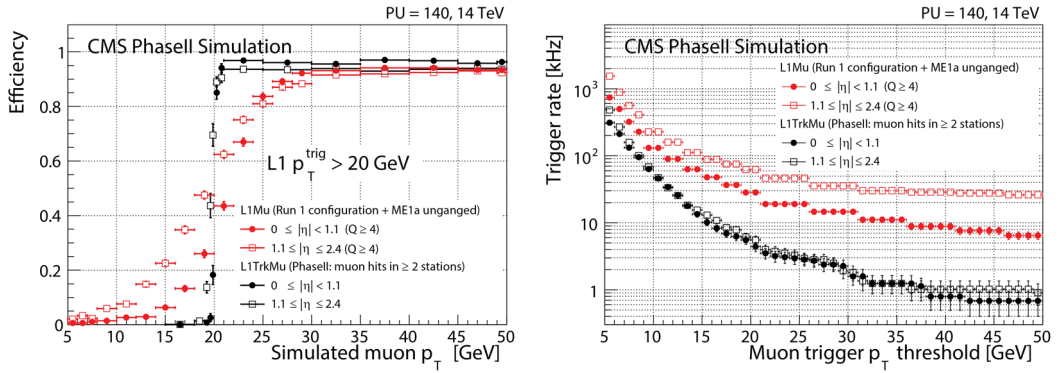 PU = 140, 14 TeV
CMS PhaseII Simulation
Efficiency
1
0.8
0.6
0.4
0.2
0
L1 p_T^trig > 20 GeV
L1Mu (Run 1 configuration + ME1a unganged)
0 ≤ |η| < 1.1 (Q ≥ 4)
1.1 ≤ |η| ≤ 2.4 (Q ≥ 4)
L1TrkMu (PhaseII: muon hits in ≥ 2 stations)
0 ≤ |η| < 1.1
1.1 ≤ |η| ≤ 2.4
5 10 15 20 25 30 35 40 45 50
Simulated muon p_T [GeV]
PU = 140, 14 TeV
CMS PhaseII Simulation
Trigger rate [kHz]
10³
10²
10
1
L1Mu (Run 1 configuration + ME1a unganged)
0 ≤ |η| < 1.1 (Q ≥ 4)
1.1 ≤ |η| ≤ 2.4 (Q ≥ 4)
L1TrkMu (PhaseII: muon hits in ≥ 2 stations)
0 ≤ |η| < 1.1
1.1 ≤ |η| ≤ 2.4
5 10 15 20 25 30 35 40 45 50
Muon trigger p_T threshold [GeV]